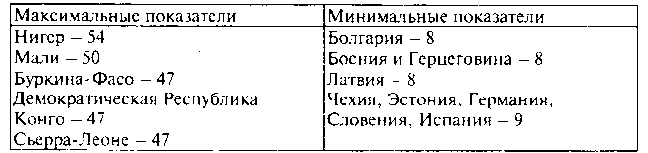 Максимальные показатели
Нигер – 54
Мали – 50
Буркина-Фасо – 47
Демократическая Республика
Конго – 47
Сьерра-Леоне – 47
Минимальные показатели
Болгария – 8
Босния и Герцеговина – 8
Латвия – 8
Чехия, Эстония, Германия,
Словения, Испания – 9